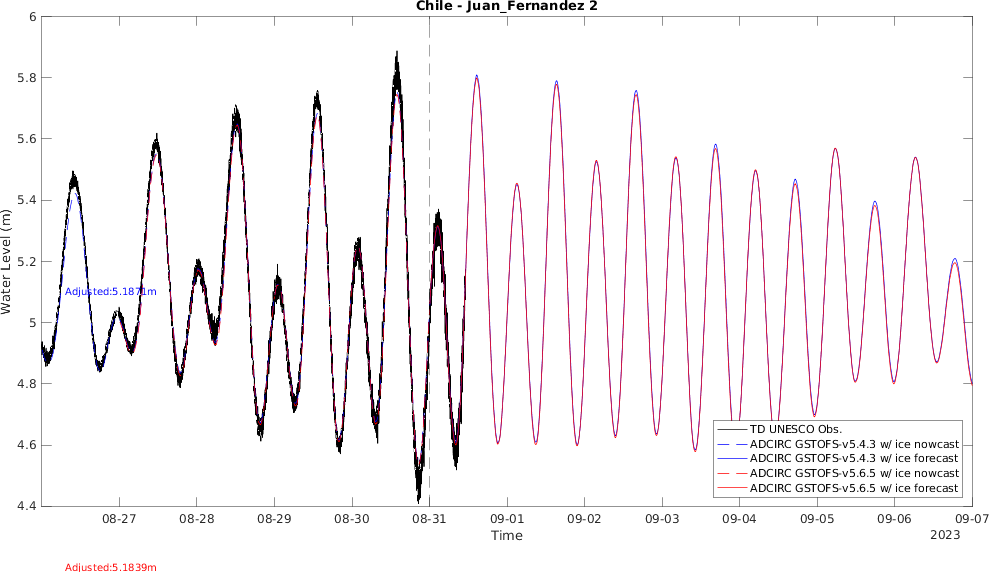 Chile - Juan_Fernandez 2
Water Level (m)
6
5.8
5.6
5.4
5.2
5
4.8
4.6
4.4
Adjusted:5.1871m
TD UNESCO Obs.
ADCIRC GSTOFS-v5.4.3 w/ ice nowcast
ADCIRC GSTOFS-v5.4.3 w/ ice forecast
ADCIRC GSTOFS-v5.6.5 w/ ice nowcast
ADCIRC GSTOFS-v5.6.5 w/ ice forecast
08-27 08-28 08-29 08-30 08-31 09-01 09-02 09-03 09-04 09-05 09-06 09-07
Time
2023
Adjusted:5.1839m